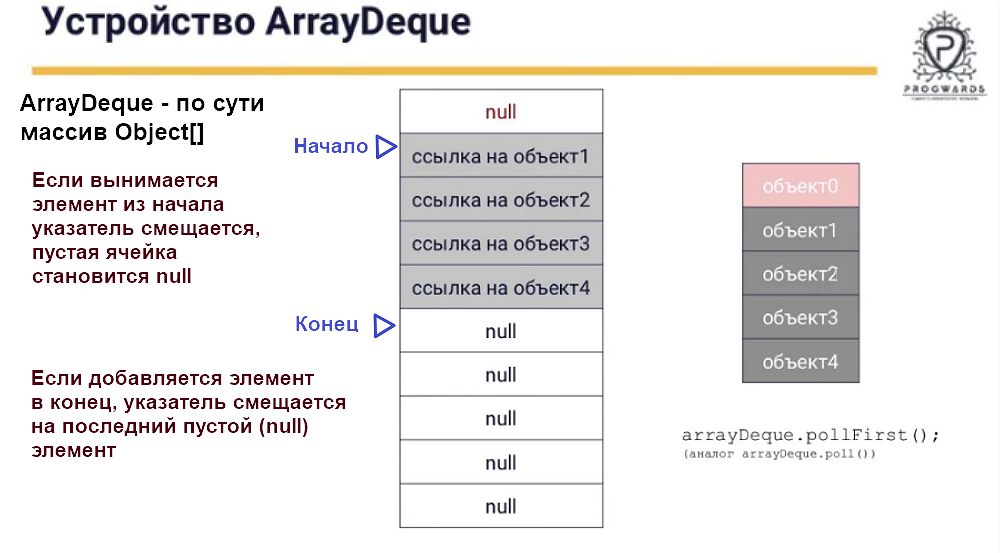 Устройство ArrayDeque
PROGWARDS
ArrayDeque - по сути
массив Object[]
Если вынимается
элемент из начала
указатель смещается,
пустая ячейка
становится null
Если добавляется элемент
в конец, указатель смещается
на последний пустой (null)
элемент
Начало
Конец
null
ссылка на объект1
ссылка на объект2
ссылка на объект3
ссылка на объект4
null
null
null
null
null
объект0
объект1
объект2
объект3
объект4
arrayDeque.pollFirst();
(аналог arrayDeque.poll())